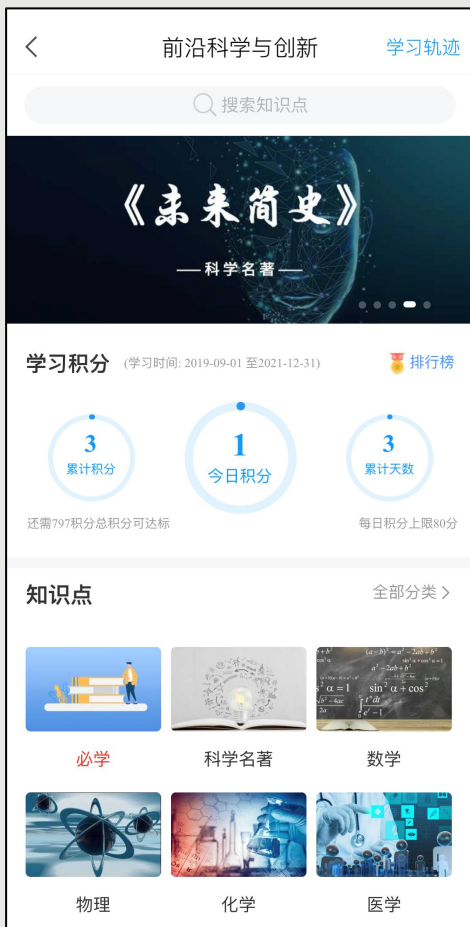 前沿科学与创新
学习轨迹
搜索知识点
《未来简史》
——科学名著——
学习积分 (学习时间: 2019-09-01 至2021-12-31) 排行榜
3
累计积分
1
今日积分
3
累计天数
还需797积分总积分可达标
每日积分上限80分
知识点
全部分类
必学
科学名著
数学
物理
化学
医学